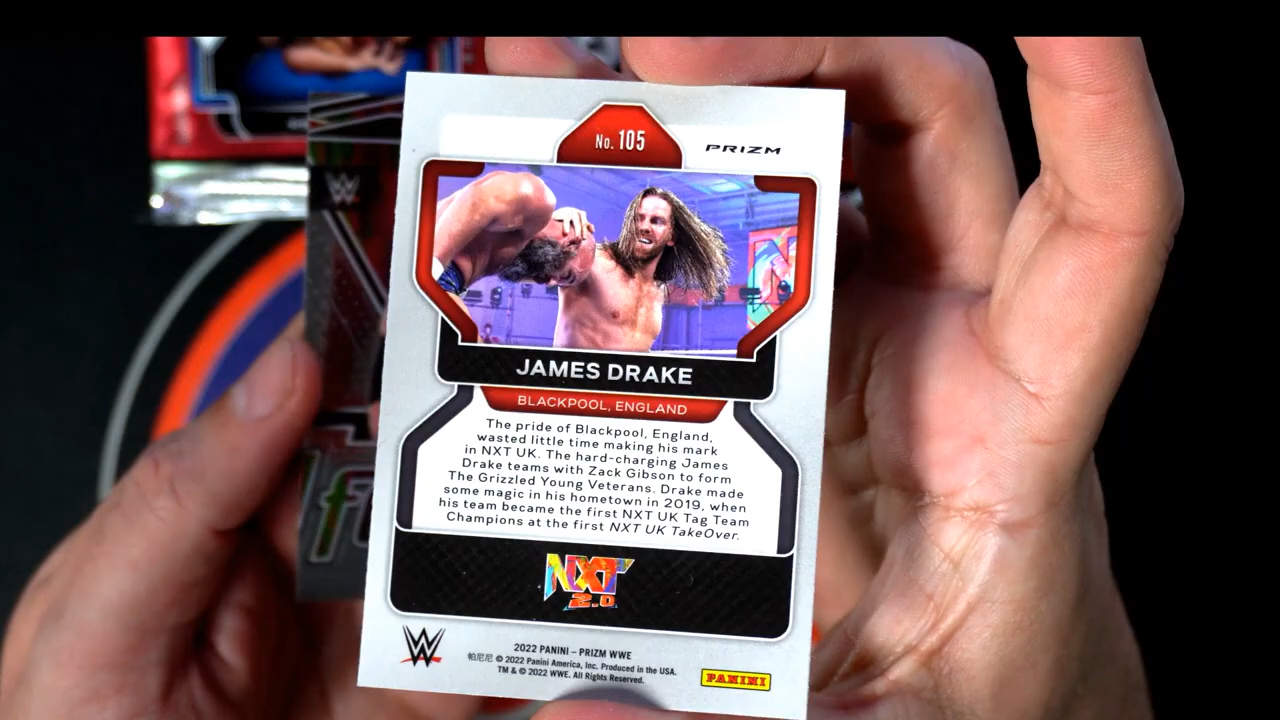 No. 105
PRIZM
W
JAMES DRAKE
BLACKPOOL, ENGLAND
The pride of Blackpool, England,
wasted little time making his mark
in NXT UK. The hard-charging James
Drake teams with Zack Gibson to form
The Grizzled Young Veterans. Drake made
some magic in his hometown in 2019, when
his team became the first NXT UK Tag Team
Champions at the first NXT UK TakeOver.
NXT
2.0
W
2022 PANINI – PRIZM WWE
帕尼尼 © 2022 Panini America, Inc. Produced in the USA.
TM & © 2022 WWE. All Rights Reserved.
PANINI